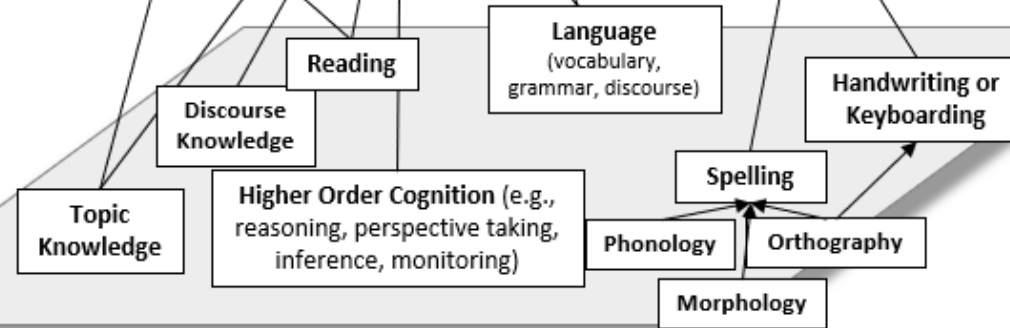 Language
(vocabulary,
grammar, discourse)
Reading
Handwriting or
Keyboarding
Discourse
Knowledge
Spelling
Higher Order Cognition (e.g.,
reasoning, perspective taking,
inference, monitoring)
Topic
Knowledge
Phonology
Orthography
Morphology